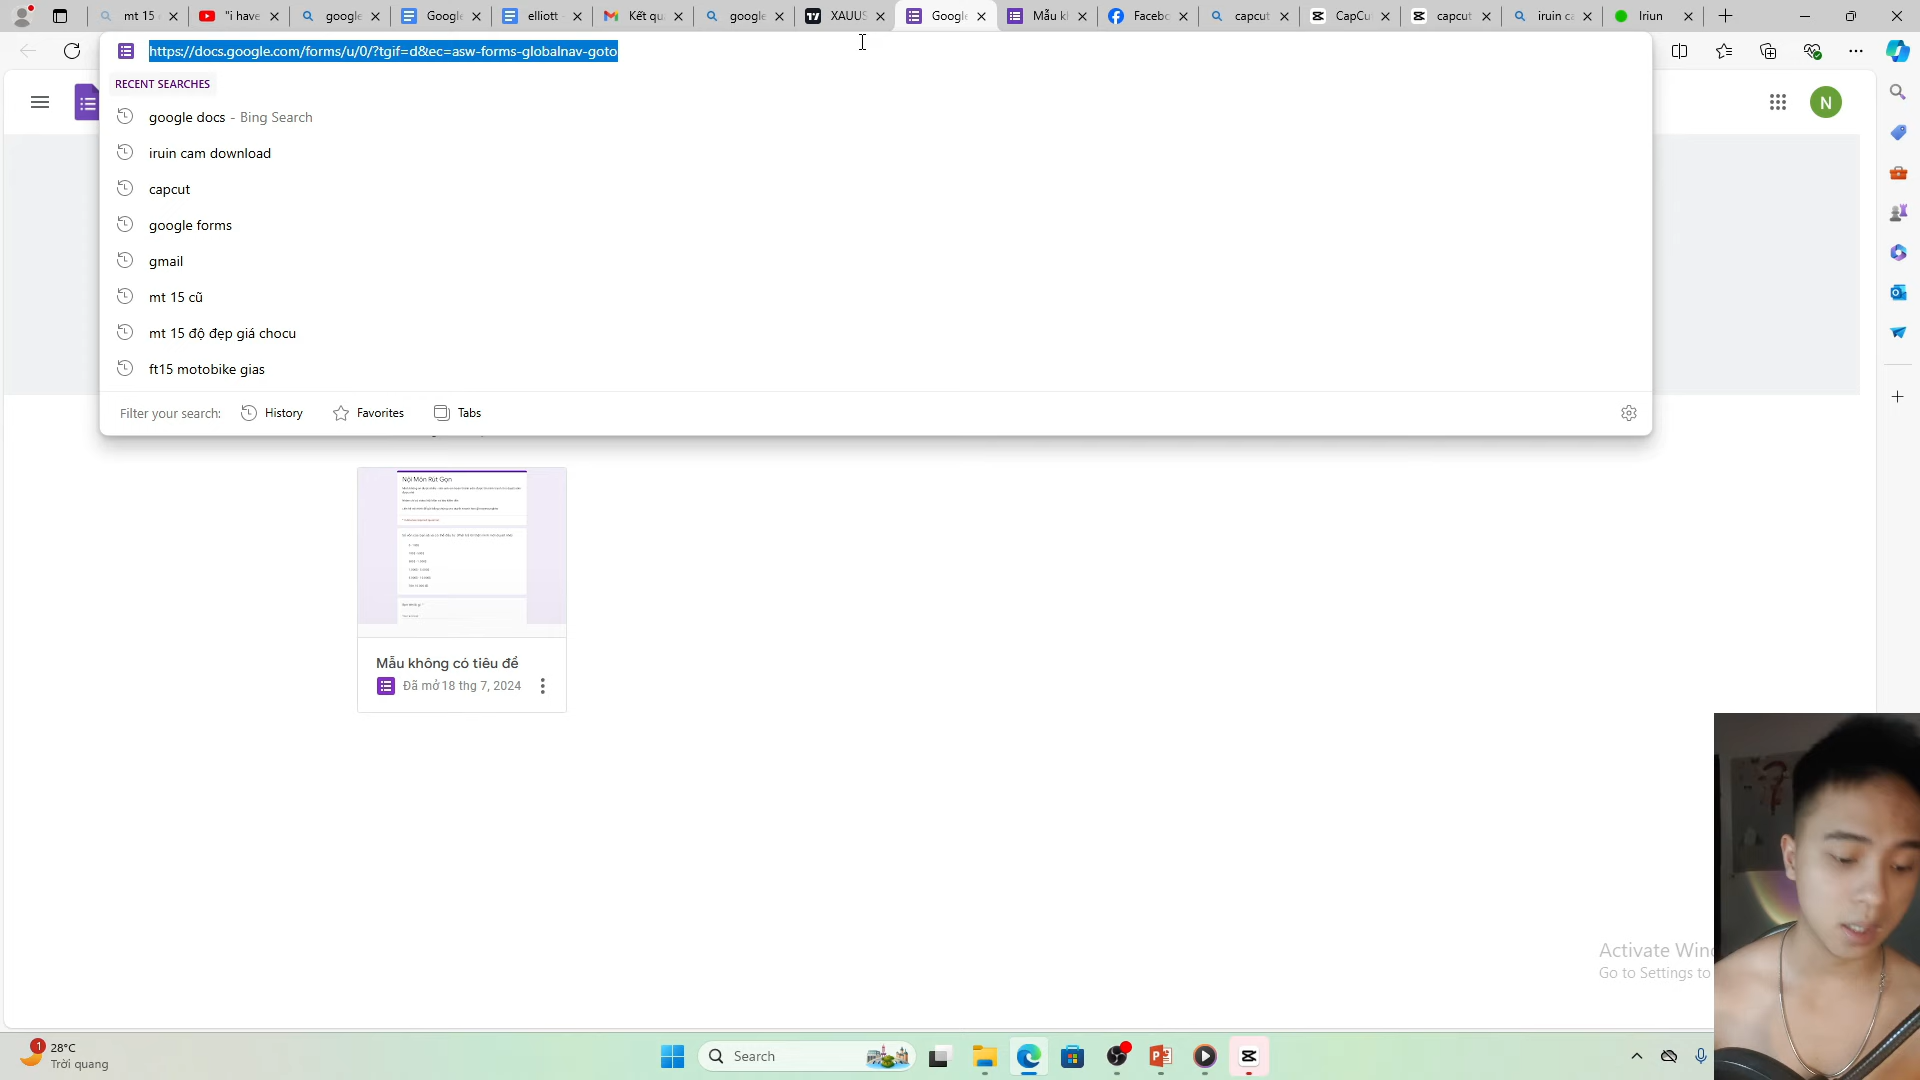 mt 15
"i have
google
Google
elliott
Kết qu
google
XAUUS
Google
Mẫu k
Facebo
capcut
CapCu
capcut
iruin ca
Iriun
https://docs.google.com/forms/u/0/?tgif=d&ec=asw-forms-globalnav-goto
RECENT SEARCHES
google docs - Bing Search
iruin cam download
capcut
google forms
gmail
mt 15 cũ
mt 15 độ đẹp giá chocu
ft15 motobike gias
Filter your search: History Favorites Tabs
N
Nội Môn Rút Gọn
Mẫu không có tiêu đề
Đã mở 18 thg 7, 2024
Activate Win
Go to Settings to
1
28°C
Trời quang
Search